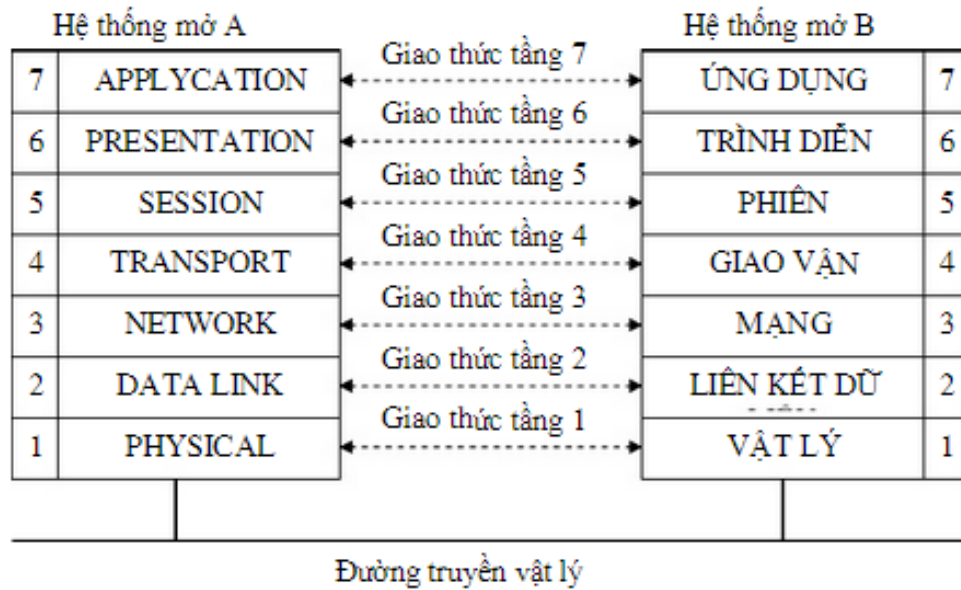 Hệ thống mở A
Hệ thống mở B
7 APPLYCATION Giao thức tầng 7 ỨNG DỤNG 7
6 PRESENTATION Giao thức tầng 6 TRÌNH DIỄN 6
5 SESSION Giao thức tầng 5 PHIÊN 5
4 TRANSPORT Giao thức tầng 4 GIAO VẬN 4
3 NETWORK Giao thức tầng 3 MẠNG 3
2 DATA LINK Giao thức tầng 2 LIÊN KẾT DỮ 2
1 PHYSICAL Giao thức tầng 1 VẬT LÝ 1
Đường truyền vật lý